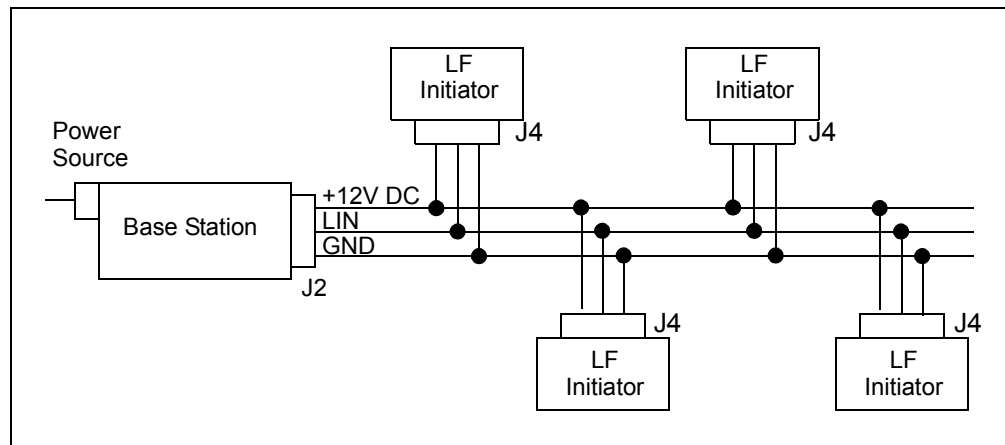 LF
Initiator
J4
LF
Initiator
J4
Power
Source
Base Station
+12V DC
LIN
GND
J2
J4
LF
Initiator
J4
LF
Initiator